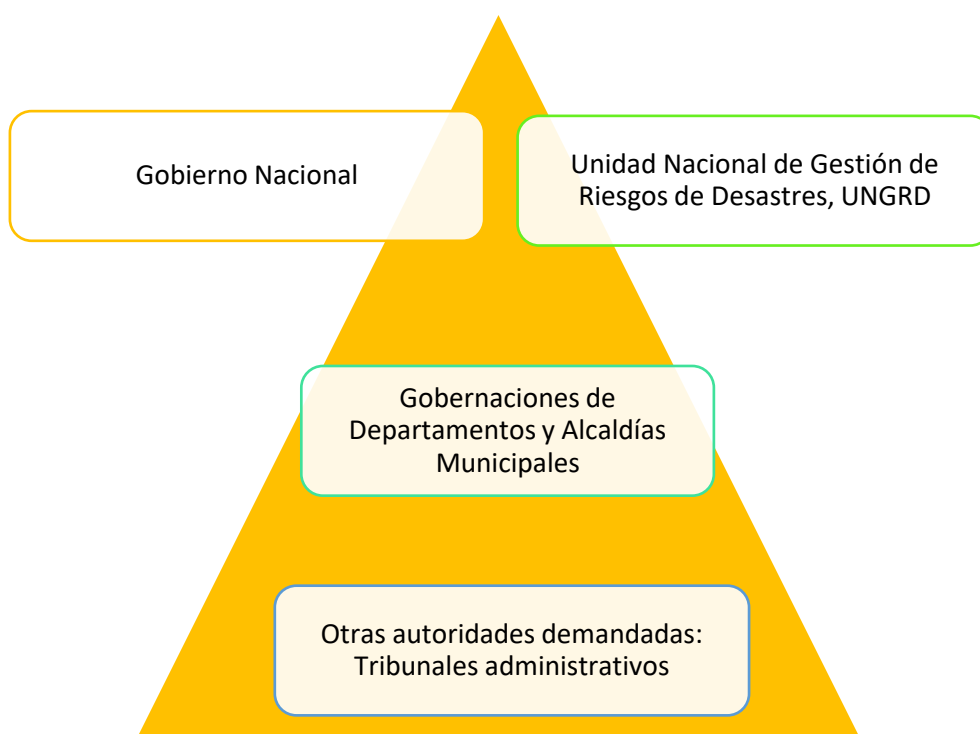 Gobierno Nacional
Unidad Nacional de Gestión de
Riesgos de Desastres, UNGRD
Gobernaciones de
Departamentos y Alcaldías
Municipales
Otras autoridades demandadas:
Tribunales administrativos